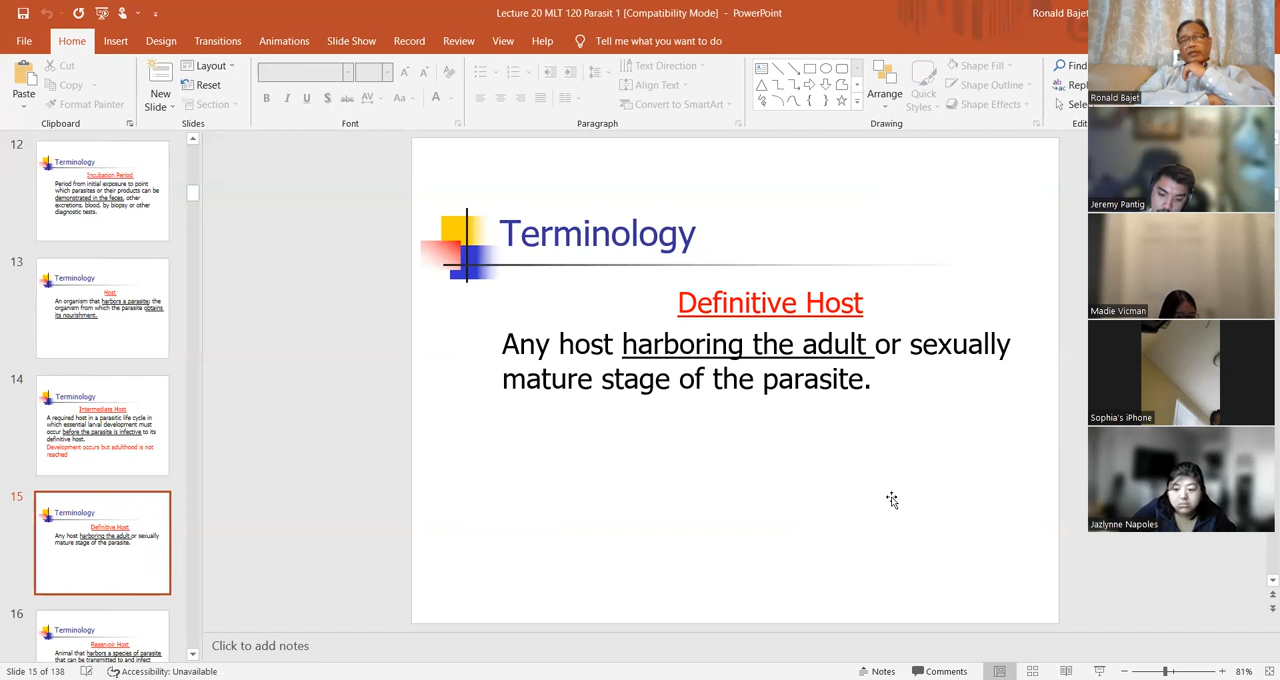 Lecture 20 MLT 120 Parasit 1 [Compatibility Mode] - PowerPoint
Ronald Bajet
File Home Insert Design Transitions Animations Slide Show Record Review View Help Tell me what you want to do
Paste
Cut
Copy
Format Painter
Clipboard
New
Slide
Layout
Reset
Section
Slides
B I U S abc AV Aa A
Font
Text Direction
Align Text
Convert to SmartArt
Paragraph
Arrange
Quick
Styles
Shape Fill
Shape Outline
Shape Effects
Drawing
Find
Repl
Sele
Edit
Ronald Bajet
Jeremy Pantig
Madie Vicman
Sophia's iPhone
Jazlynne Napoles
12
Terminology
Incubation Period
Period from initial exposure to point
which parasites or their products can be
demonstrated in the feces, other
excretions, blood, by biopsy or other
diagnostic tests.
13
Terminology
Host
An organism that harbors a parasite; the
organism from which the parasite obtains
its nourishment.
14
Terminology
Intermediate Host
A required host in a parasitic life cycle in
which essential larval development must
occur before the parasite is infective to its
definitive host.
Development occurs but adulthood is not
reached
15
Terminology
Definitive Host
Any host harboring the adult or sexually
mature stage of the parasite.
16
Terminology
Reservoir Host
Animal that harbors a species of parasite
that can be transmitted to and infect
Terminology
Definitive Host
Any host harboring the adult or sexually
mature stage of the parasite.
Click to add notes
Slide 15 of 138
Accessibility: Unavailable
Notes
Comments
81%